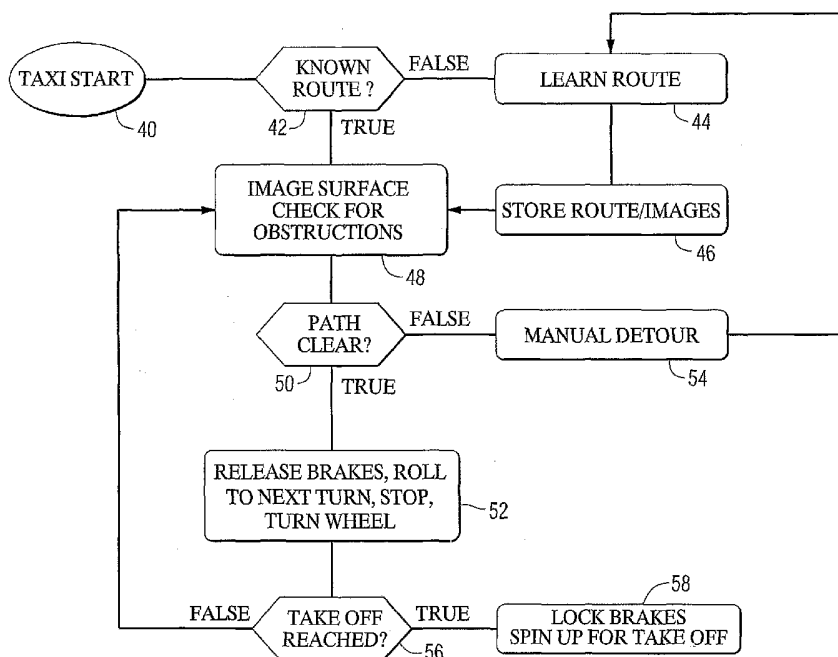 TAXI START
40
KNOWN
ROUTE ?
42
FALSE
TRUE
LEARN ROUTE
44
IMAGE SURFACE
CHECK FOR
OBSTRUCTIONS
48
STORE ROUTE/IMAGES
46
PATH
CLEAR?
50
FALSE
TRUE
MANUAL DETOUR
54
RELEASE BRAKES, ROLL
TO NEXT TURN, STOP,
TURN WHEEL
52
FALSE
TAKE OFF
REACHED?
56
TRUE
58
LOCK BRAKES
SPIN UP FOR TAKE OFF